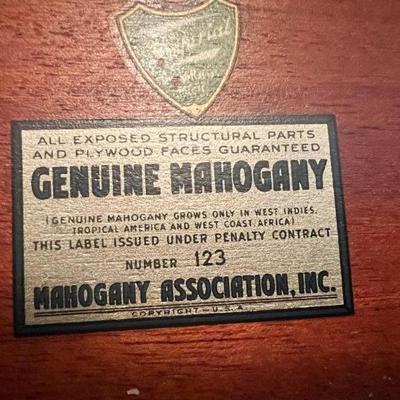 Imperial
ALL EXPOSED STRUCTURAL PARTS
AND PLYWOOD FACES GUARANTEED
GENUINE MAHOGANY
(GENUINE MAHOGANY GROWS ONLY IN WEST INDIES,
TROPICAL AMERICA AND WEST COAST AFRICA)
THIS LABEL ISSUED UNDER PENALTY CONTRACT
NUMBER 123
MAHOGANY ASSOCIATION, INC.
COPYRIGHT - U.S.A.